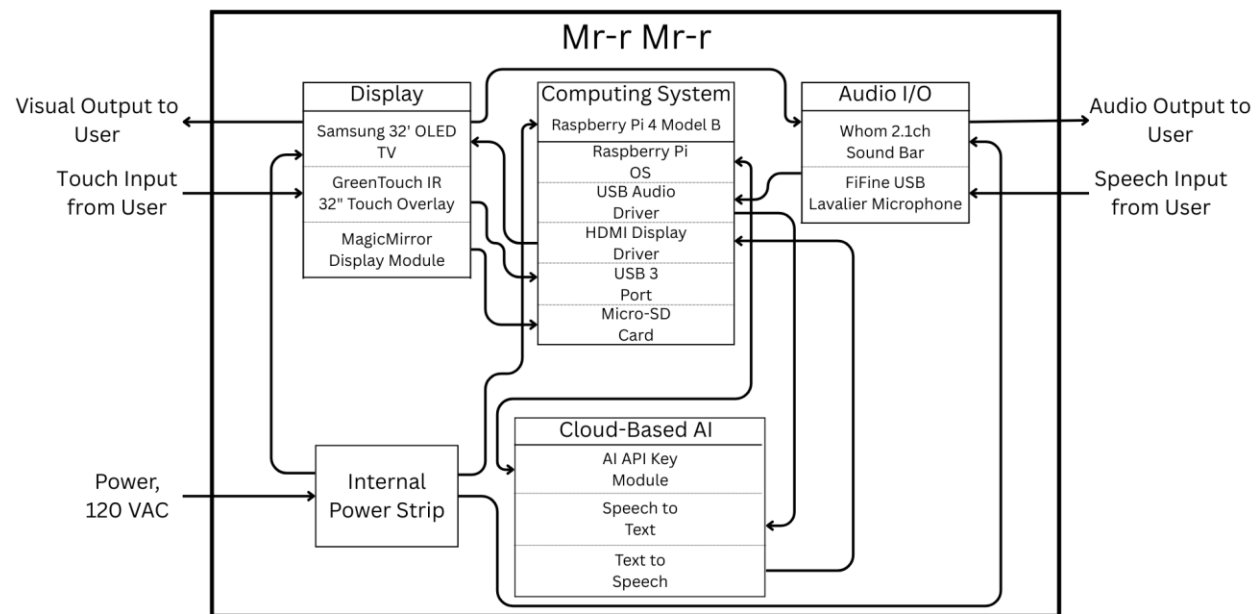 Mr-r Mr-r
Visual Output to
User
Touch Input
from User
Power,
120 VAC
Display
Samsung 32' OLED
TV
GreenTouch IR
32" Touch Overlay
MagicMirror
Display Module
Computing System
Raspberry Pi 4 Model B
Raspberry Pi
OS
USB Audio
Driver
HDMI Display
Driver
USB 3
Port
Micro-SD
Card
Audio I/O
Whom 2.1ch
Sound Bar
FiFine USB
Lavalier Microphone
Audio Output to
User
Speech Input
from User
Internal
Power Strip
Cloud-Based AI
AI API Key
Module
Speech to
Text
Text to
Speech